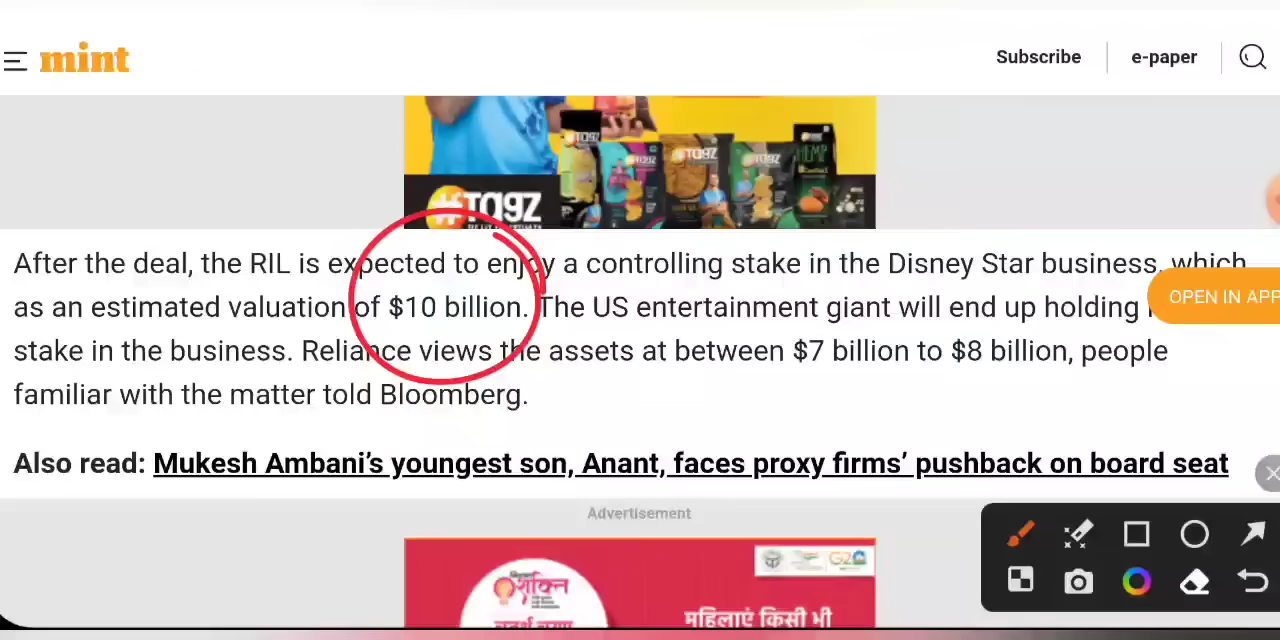 mint
Subscribe
e-paper
#TagZ
After the deal, the RIL is expected to enjoy a controlling stake in the Disney Star business, which
as an estimated valuation of $10 billion. The US entertainment giant will end up holding
OPEN IN APP
stake in the business. Reliance views the assets at between $7 billion to $8 billion, people
familiar with the matter told Bloomberg.
Also read: Mukesh Ambani’s youngest son, Anant, faces proxy firms’ pushback on board seat
Advertisement
G20
शक्ति
महिलाएं किसी भी